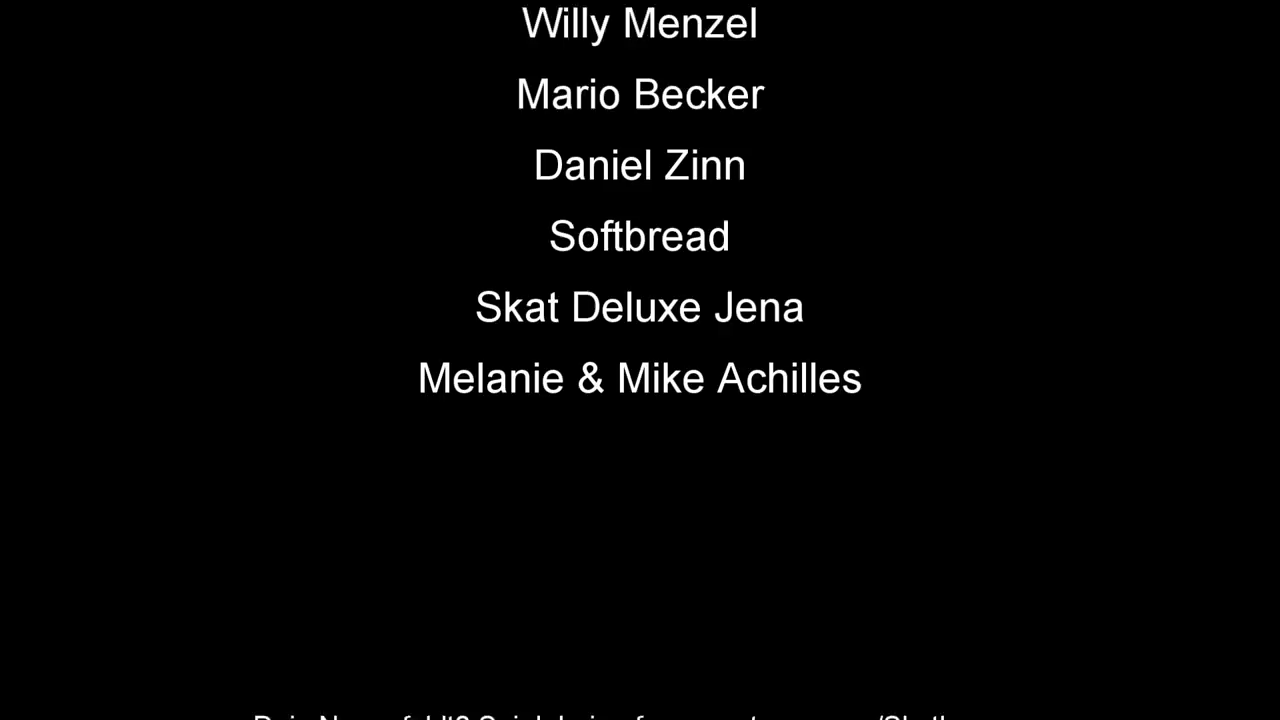 Willy Menzel
Mario Becker
Daniel Zinn
Softbread
Skat Deluxe Jena
Melanie & Mike Achilles